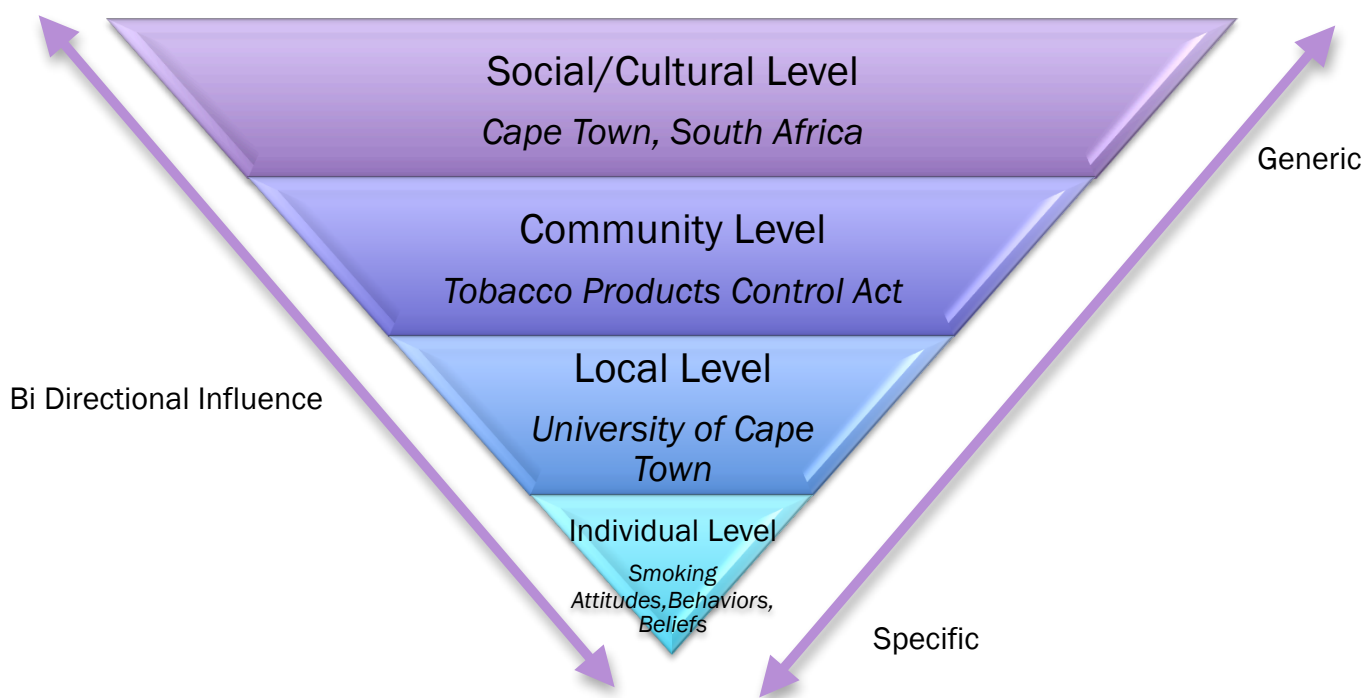 Social/Cultural Level
Cape Town, South Africa
Generic
Community Level
Tobacco Products Control Act
Local Level
Bi Directional Influence
University of Cape
Town
Individual Level
Smoking
Attitudes,Behaviors,
Beliefs
Specific